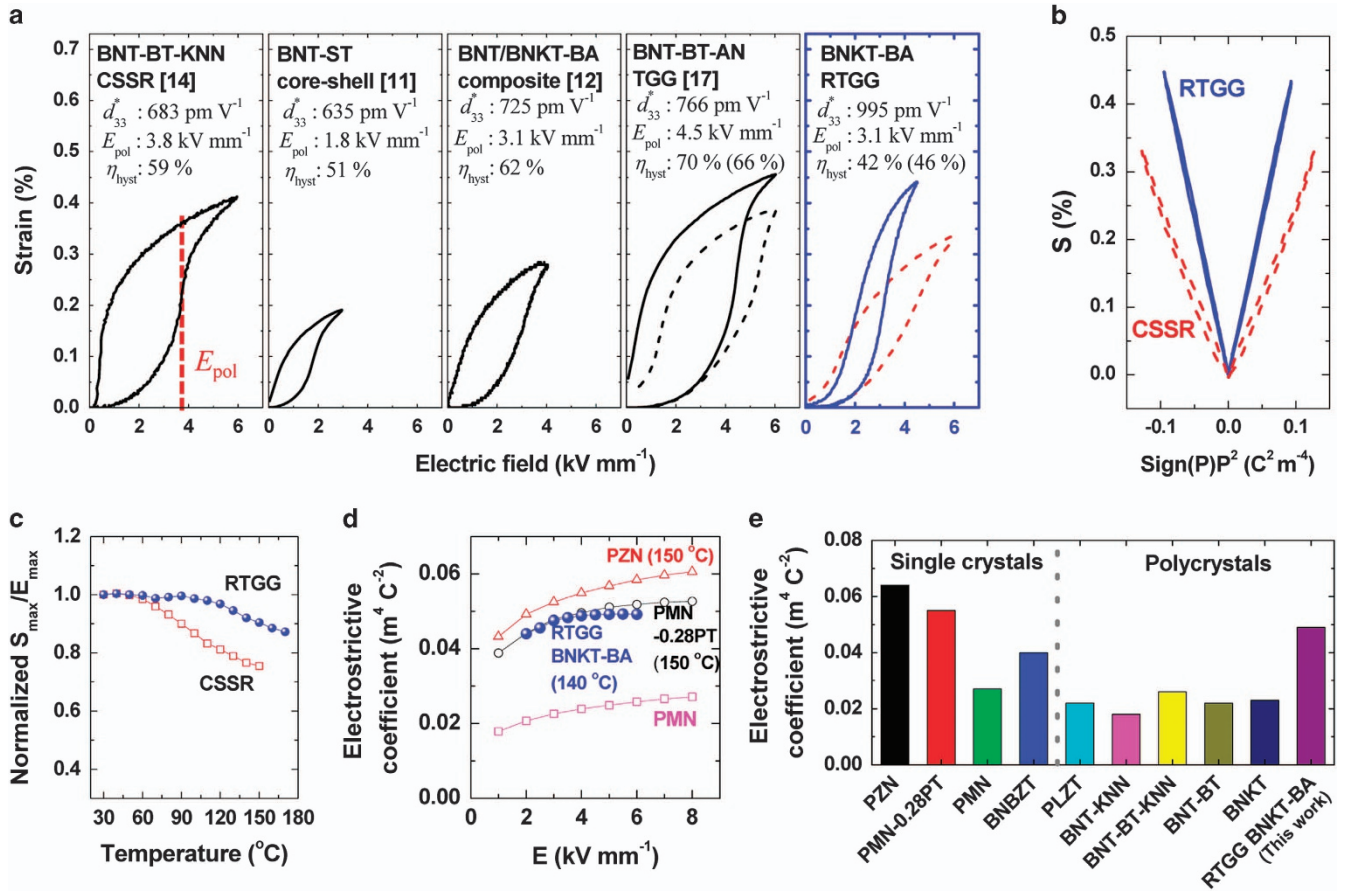 a
BNT-BT-KNN
CSSR [14]
d*33 : 683 pm V-1
Epol : 3.8 kV mm-1
ηhyst: 59 %
Epol
BNT-ST
core-shell [11]
d*33 : 635 pm V-1
Epol : 1.8 kV mm-1
ηhyst: 51 %
BNT/BNKT-BA
composite [12]
d*33 : 725 pm V-1
Epol : 3.1 kV mm-1
ηhyst: 62 %
BNT-BT-AN
TGG [17]
d*33 : 766 pm V-1
Epol : 4.5 kV mm-1
ηhyst: 70 % (66 %)
BNKT-BA
RTGG
d*33 : 995 pm V-1
Epol : 3.1 kV mm-1
ηhyst: 42 % (46 %)
Strain (%)
0.7
0.6
0.5
0.4
0.3
0.2
0.1
0.0
0 2 4 6 0 2 4 6 0 2 4 6 0 2 4 6 0 2 4 6
Electric field (kV mm-1)
b
S (%)
0.5
0.4
0.3
0.2
0.1
0.0
RTGG
CSSR
-0.1 0.0 0.1
Sign(P)P2 (C2 m-4)
c
Normalized Smax/Emax
1.2
1.0
0.8
0.6
0.4
RTGG
CSSR
30 60 90 120 150 180
Temperature (oC)
d
Electrostrictive
coefficient (m4 C-2)
0.06
0.04
0.02
0.00
PZN (150 oC)
PMN
-0.28PT
(150 oC)
RTGG
BNKT-BA
(140 oC)
PMN
0 2 4 6 8
E (kV mm-1)
e
Electrostrictive
coefficient (m4 C-2)
0.08
0.06
0.04
0.02
0.00
Single crystals
Polycrystals
PZN
PMN-0.28PT
PMN
BNBZT
PLZT
BNT-KNN
BNT-BT-KNN
BNT-BT
BNKT
RTGG BNKT-BA
(This work)